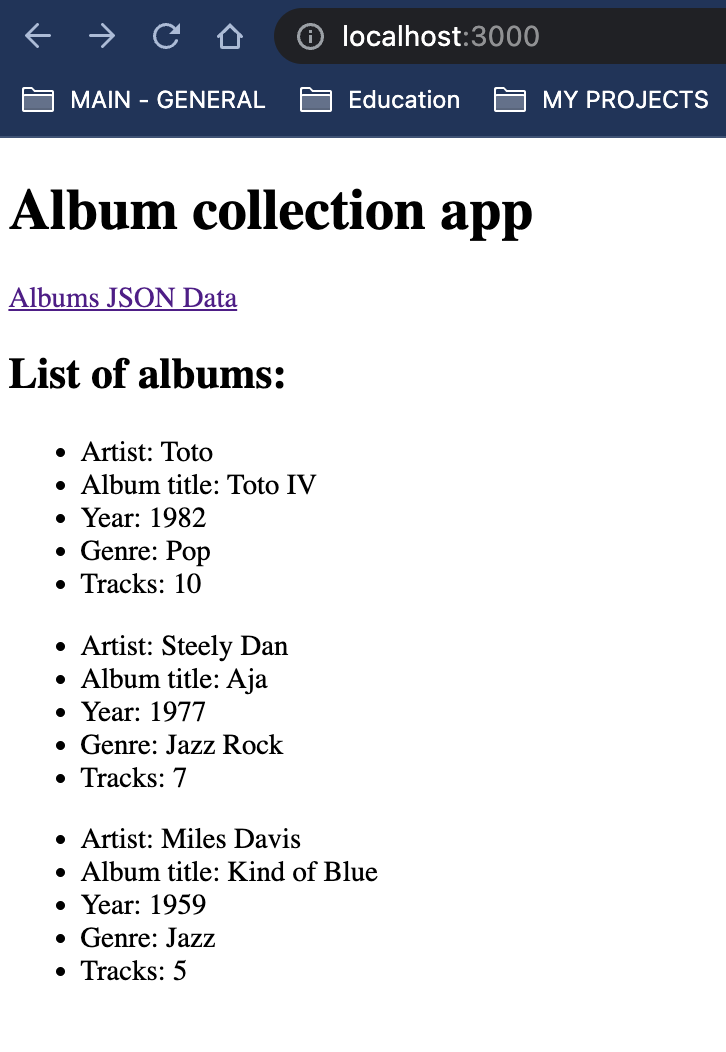 localhost:3000
MAIN - GENERAL Education MY PROJECTS
Album collection app
Albums JSON Data
List of albums:
• Artist: Toto
• Album title: Toto IV
• Year: 1982
• Genre: Pop
• Tracks: 10
• Artist: Steely Dan
• Album title: Aja
• Year: 1977
• Genre: Jazz Rock
• Tracks: 7
• Artist: Miles Davis
• Album title: Kind of Blue
• Year: 1959
• Genre: Jazz
• Tracks: 5